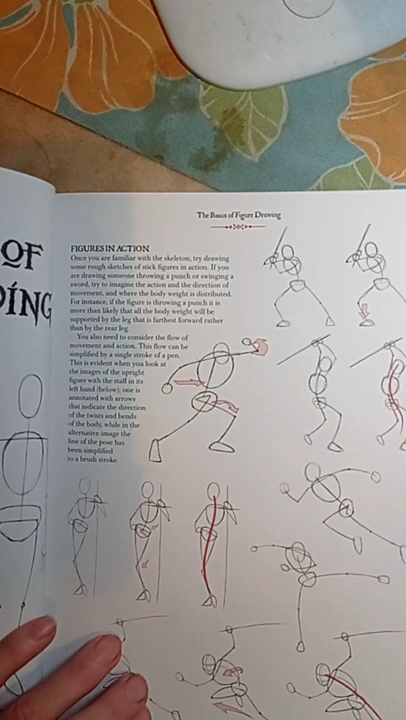 The Basics of Figure Drawing
OF
DÍNG
FIGURES IN ACTION
Once you are familiar with the skeleton, try drawing
some rough sketches of stick figures in action. If you
are drawing someone throwing a punch or swinging a
sword, try to imagine the action and the direction of
movement, and where the body weight is distributed.
For instance, if the figure is throwing a punch it is
more than likely that all the body weight will be
supported by the leg that is farthest forward rather
than by the rear leg.
You also need to consider the flow of
movement and action. This flow can be
simplified by a single stroke of a pen.
This is evident when you look at
the images of the upright
figure with the staff in its
left hand (below); one is
annotated with arrows
that indicate the direction
of the twists and bends
of the body, while in the
alternative image the
line of the pose has
been simplified
to a brush stroke.